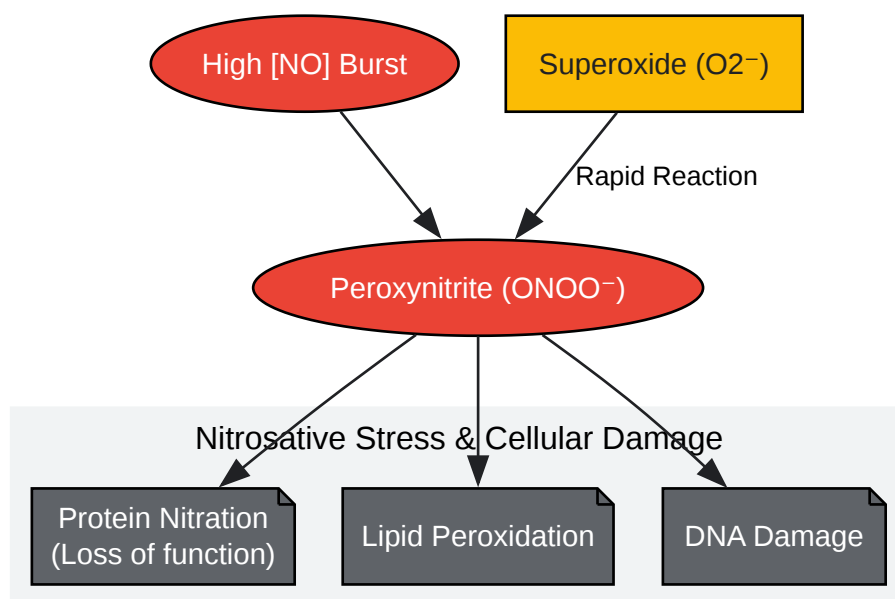 High [NO] Burst
Superoxide (O2⁻)
Rapid Reaction
Peroxynitrite (ONOO⁻)
Nitrosative Stress & Cellular Damage
Protein Nitration
(Loss of function)
Lipid Peroxidation
DNA Damage